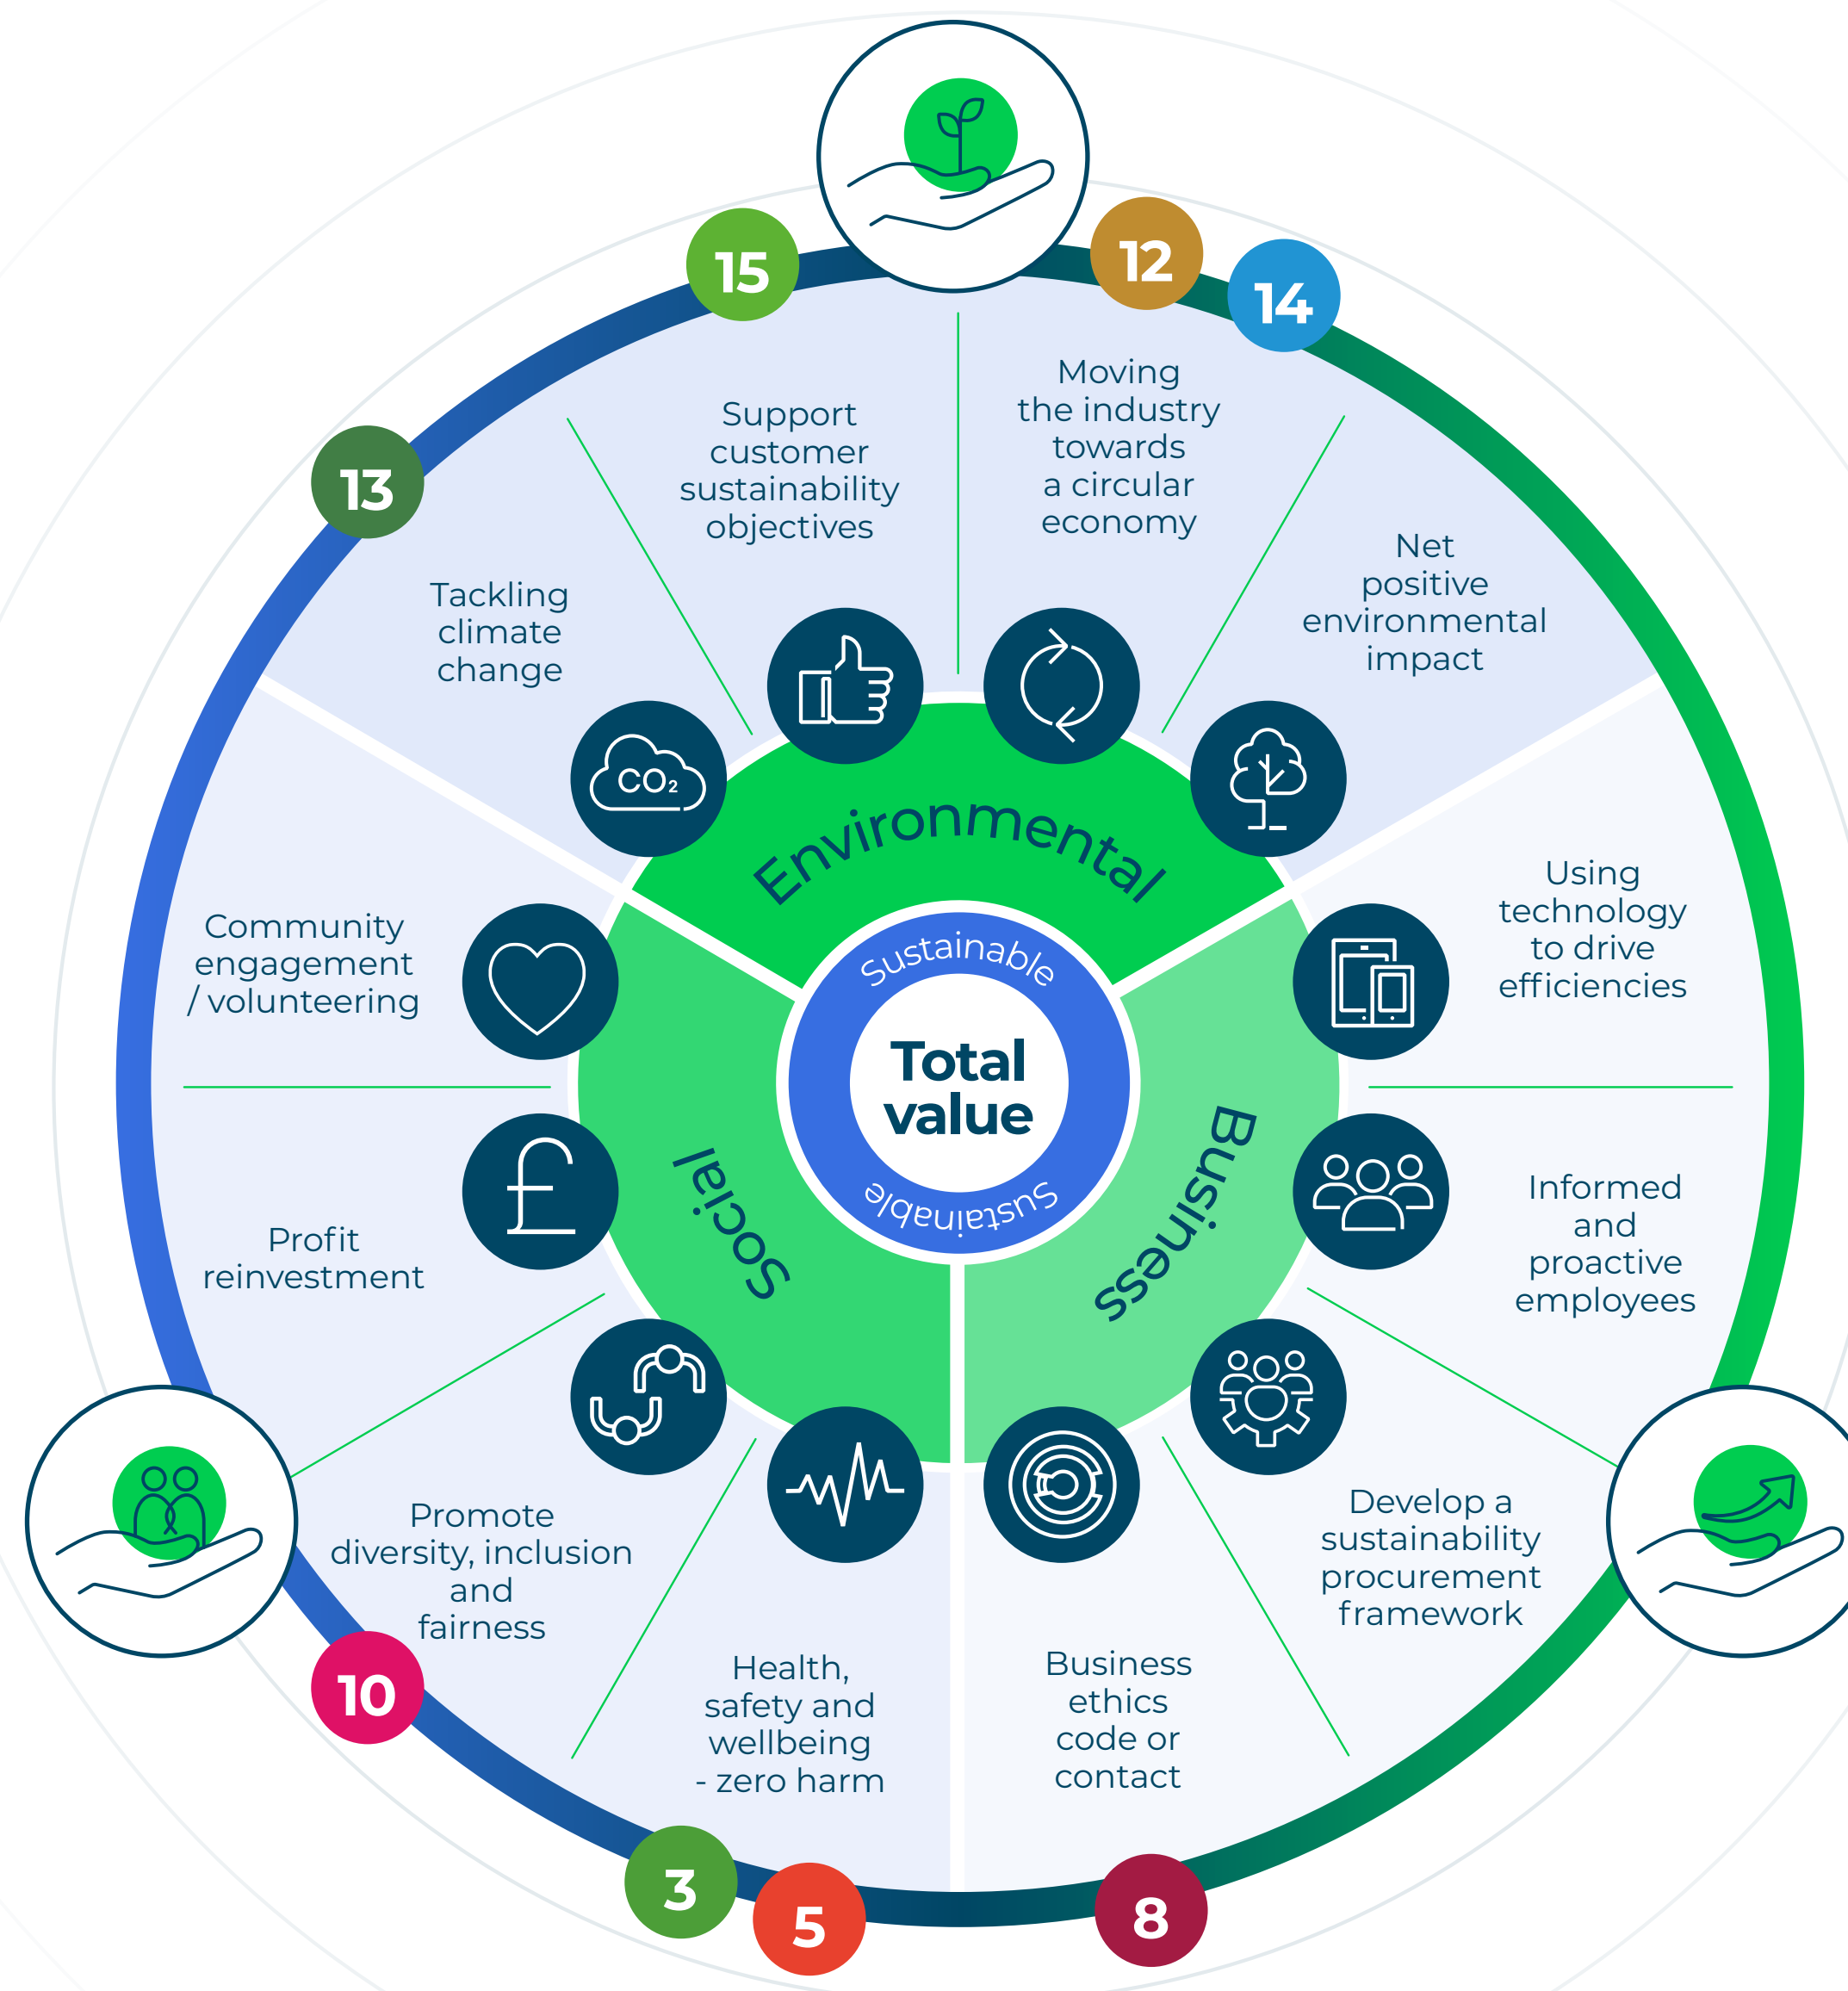 15
12
14
13
Support
customer
sustainability
objectives
Moving
the industry
towards
a circular
economy
Tackling
climate
change
Net
positive
environmental
impact
CO₂
Environmental
Community
engagement
/ volunteering
Using
technology
to drive
efficiencies
Sustainable
Total
value
Sustainable
Social
Business
£
Profit
reinvestment
Informed
and
proactive
employees
Promote
diversity, inclusion
and
fairness
Develop a
sustainability
procurement
framework
Health,
safety and
wellbeing
- zero harm
Business
ethics
code or
contact
10
3
5
8